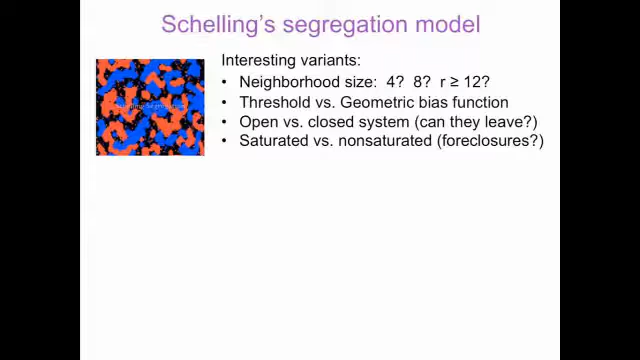 Schelling's segregation model
Interesting variants:
• Neighborhood size: 4? 8? r ≥ 12?
• Threshold vs. Geometric bias function
• Open vs. closed system (can they leave?)
• Saturated vs. nonsaturated (foreclosures?)